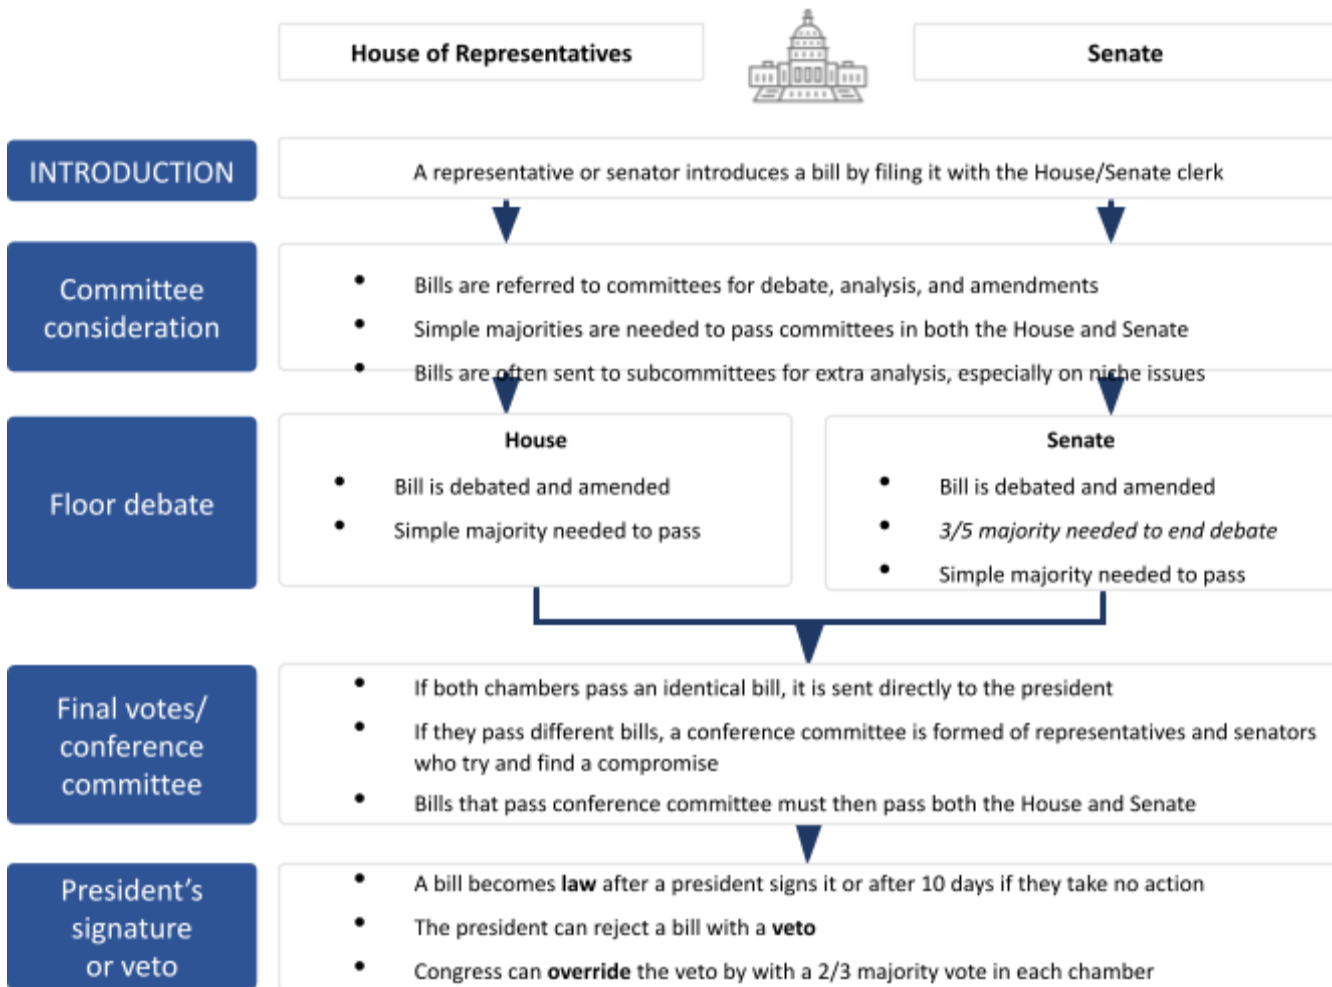 House of Representatives
Senate
INTRODUCTION
A representative or senator introduces a bill by filing it with the House/Senate clerk
Committee
consideration
• Bills are referred to committees for debate, analysis, and amendments
• Simple majorities are needed to pass committees in both the House and Senate
• Bills are often sent to subcommittees for extra analysis, especially on niche issues
Floor debate
House
• Bill is debated and amended
• Simple majority needed to pass
Senate
• Bill is debated and amended
• 3/5 majority needed to end debate
• Simple majority needed to pass
Final votes/
conference
committee
• If both chambers pass an identical bill, it is sent directly to the president
• If they pass different bills, a conference committee is formed of representatives and senators
who try and find a compromise
• Bills that pass conference committee must then pass both the House and Senate
President's
signature
or veto
• A bill becomes law after a president signs it or after 10 days if they take no action
• The president can reject a bill with a veto
• Congress can override the veto by with a 2/3 majority vote in each chamber